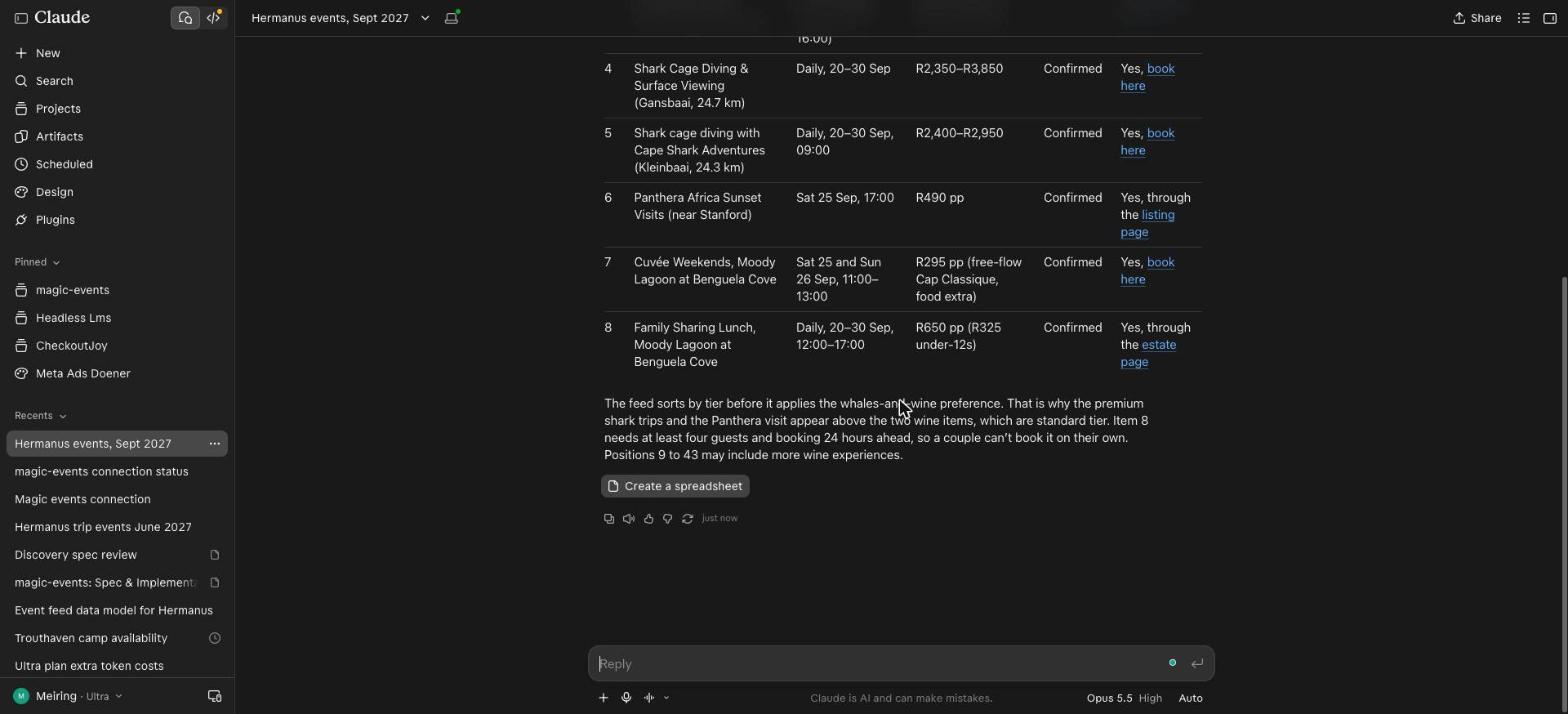 Claude
Hermanus events, Sept 2027
Share
New
Search
Projects
Artifacts
Scheduled
Design
Plugins
Pinned
magic-events
Headless Lms
CheckoutJoy
Meta Ads Doener
Recents
Hermanus events, Sept 2027
magic-events connection status
Magic events connection
Hermanus trip events June 2027
Discovery spec review
magic-events: Spec & Implementa
Event feed data model for Hermanus
Trouthaven camp availability
Ultra plan extra token costs
M Meiring · Ultra
16:00)
4 Shark Cage Diving & Daily, 20–30 Sep R2,350–R3,850 Confirmed Yes, book
Surface Viewing here
(Gansbaai, 24.7 km)
5 Shark cage diving with Daily, 20–30 Sep, R2,400–R2,950 Confirmed Yes, book
Cape Shark Adventures 09:00 here
(Kleinbaai, 24.3 km)
6 Panthera Africa Sunset Sat 25 Sep, 17:00 R490 pp Confirmed Yes, through
Visits (near Stanford) the listing
page
7 Cuvée Weekends, Moody Sat 25 and Sun R295 pp (free-flow Confirmed Yes, book
Lagoon at Benguela Cove 26 Sep, 11:00– Cap Classique, here
13:00 food extra)
8 Family Sharing Lunch, Daily, 20–30 Sep, R650 pp (R325 Confirmed Yes, through
Moody Lagoon at 12:00–17:00 under-12s) the estate
Benguela Cove page
The feed sorts by tier before it applies the whales-and-wine preference. That is why the premium
shark trips and the Panthera visit appear above the two wine items, which are standard tier. Item 8
needs at least four guests and booking 24 hours ahead, so a couple can’t book it on their own.
Positions 9 to 43 may include more wine experiences.
Create a spreadsheet
just now
Reply
Claude is AI and can make mistakes.
Opus 5.5 High Auto